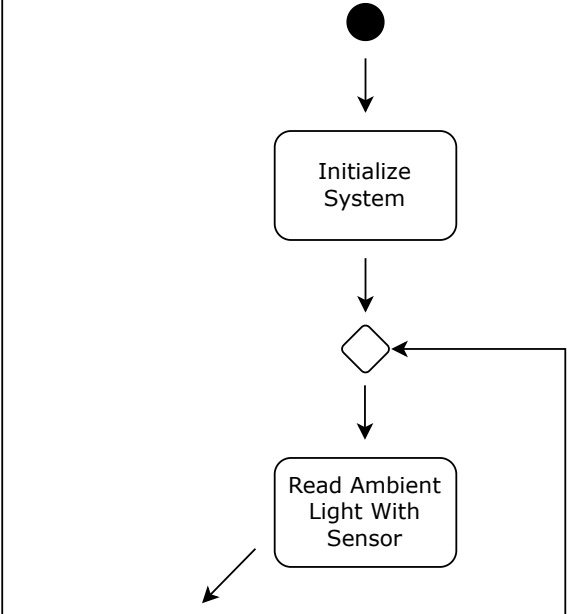 Initialize
System
Read Ambient
Light With
Sensor